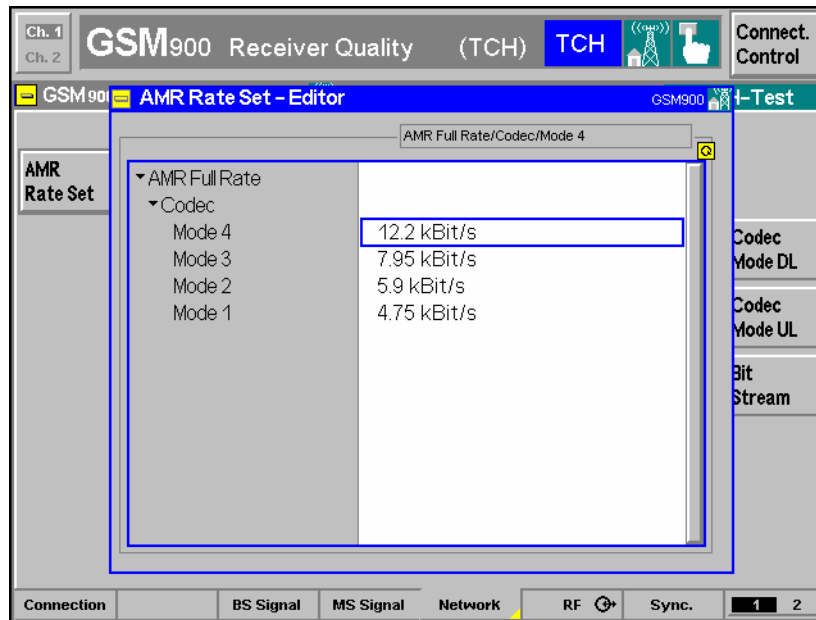 Ch. 1
Ch. 2
GSM900 Receiver Quality (TCH)
TCH
Connect.
Control
GSM 900
AMR Rate Set – Editor
GSM900
-Test
AMR Full Rate/Codec/Mode 4
AMR
Rate Set
AMR Full Rate
Codec
Mode 4 12.2 kBit/s
Mode 3 7.95 kBit/s
Mode 2 5.9 kBit/s
Mode 1 4.75 kBit/s
Codec
Mode DL
Codec
Mode UL
Bit
Stream
Connection BS Signal MS Signal Network RF Sync. 1 2